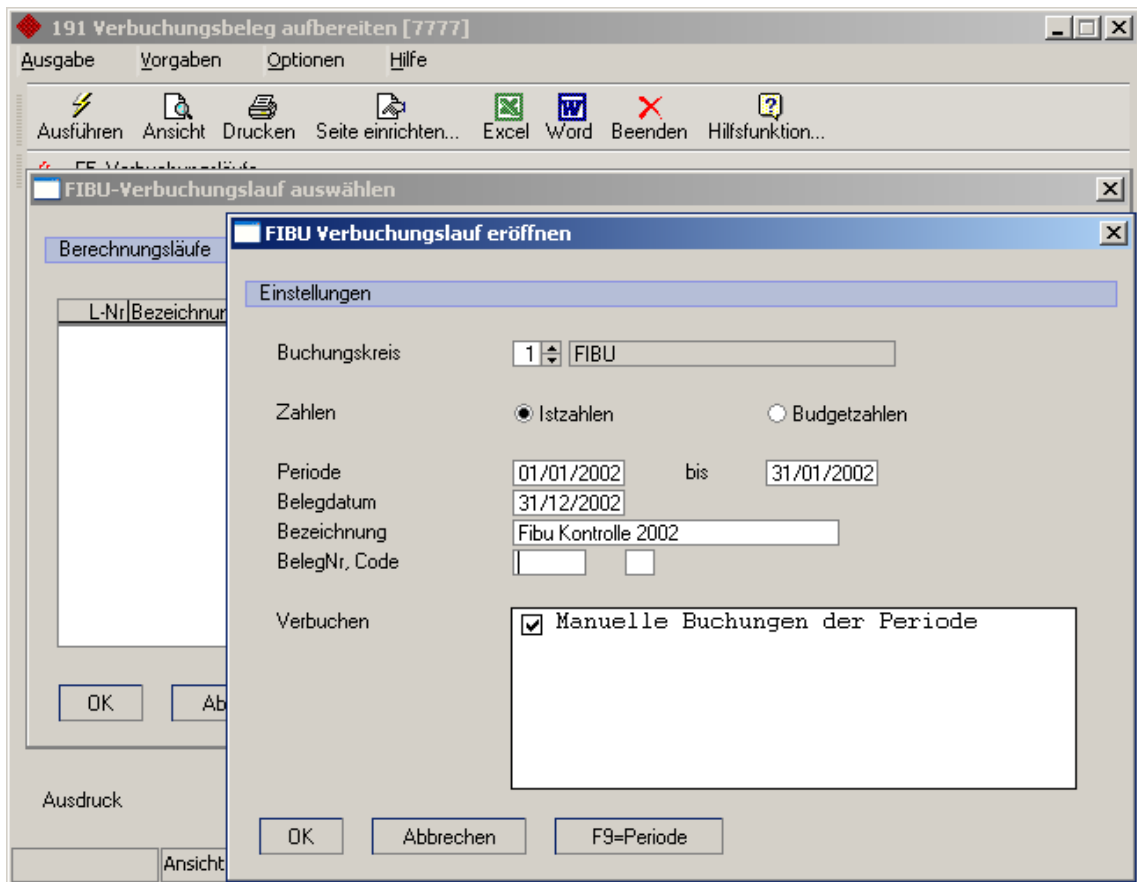 191 Verbuchungsbeleg aufbereiten [7777]
Ausgabe Vorgaben Optionen Hilfe
Ausführen Ansicht Drucken Seite einrichten... Excel Word Beenden Hilfsfunktion...
FIBU-Verbuchungslauf auswählen
FIBU Verbuchungslauf eröffnen
Berechnungsläufe
Einstellungen
L-Nr Bezeichnun
Buchungskreis 1 FIBU
Zahlen Istzahlen Budgetzahlen
Periode 01/01/2002 bis 31/01/2002
Belegdatum 31/12/2002
Bezeichnung Fibu Kontrolle 2002
BelegNr, Code
Verbuchen Manuelle Buchungen der Periode
OK Ab
Ausdruck
OK Abbrechen F9=Periode
Ansicht